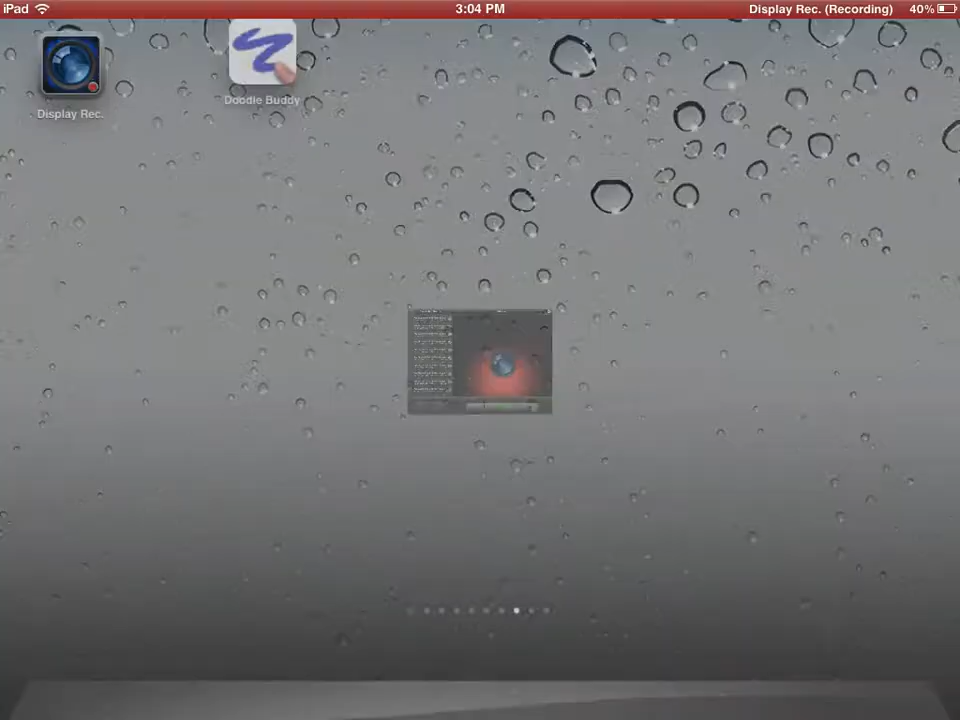 iPad
3:04 PM
Display Rec. (Recording)
40%
Display Rec.
Doodle Buddy